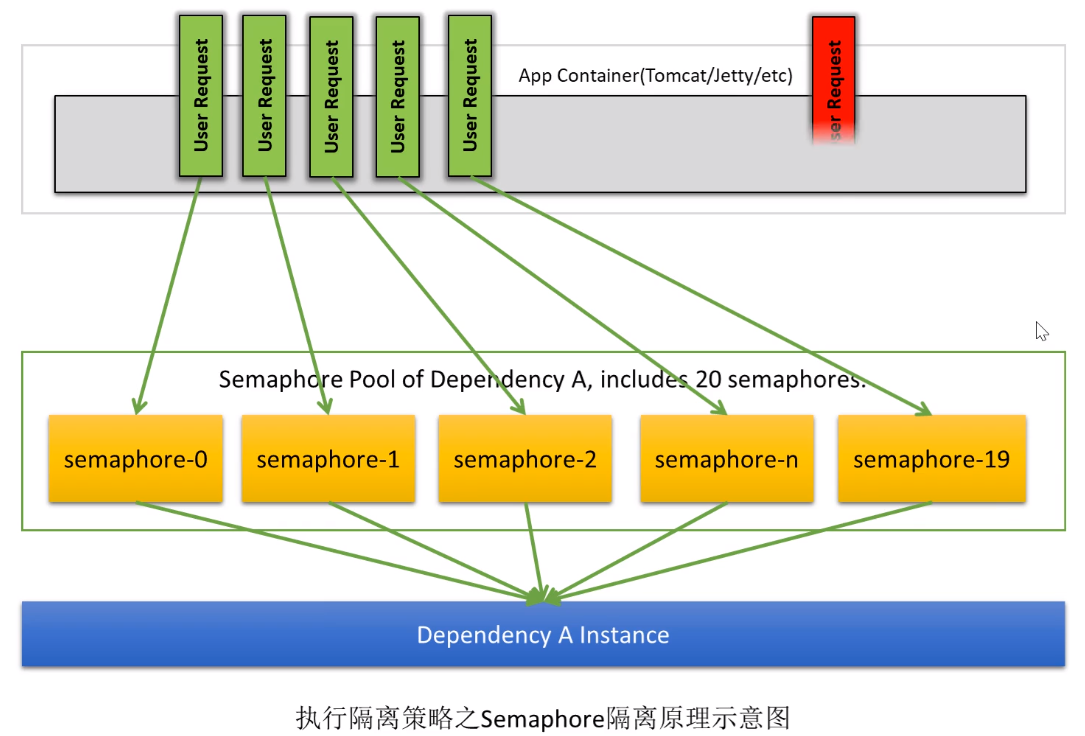 User Request
User Request
User Request
User Request
User Request
App Container(Tomcat/Jetty/etc)
ser Request
Semaphore Pool of Dependency A, includes 20 semaphores.
semaphore-0
semaphore-1
semaphore-2
semaphore-n
semaphore-19
Dependency A Instance
执行隔离策略之Semaphore隔离原理示意图